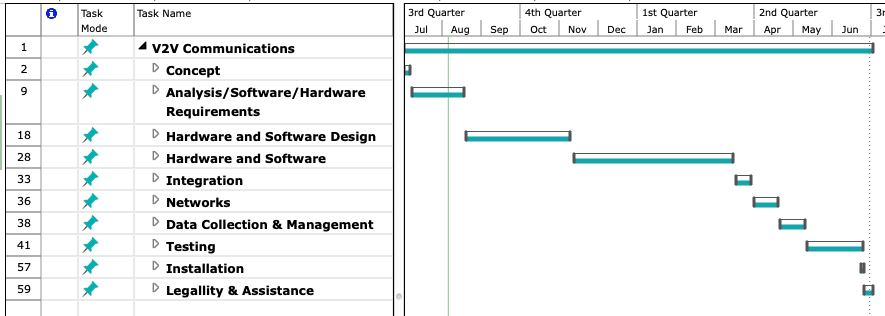 Task Mode Task Name 3rd Quarter 4th Quarter 1st Quarter 2nd Quarter 3r
Jul Aug Sep Oct Nov Dec Jan Feb Mar Apr May Jun
1 V2V Communications
2 Concept
9 Analysis/Software/Hardware
Requirements
18 Hardware and Software Design
28 Hardware and Software
33 Integration
36 Networks
38 Data Collection & Management
41 Testing
57 Installation
59 Legallity & Assistance